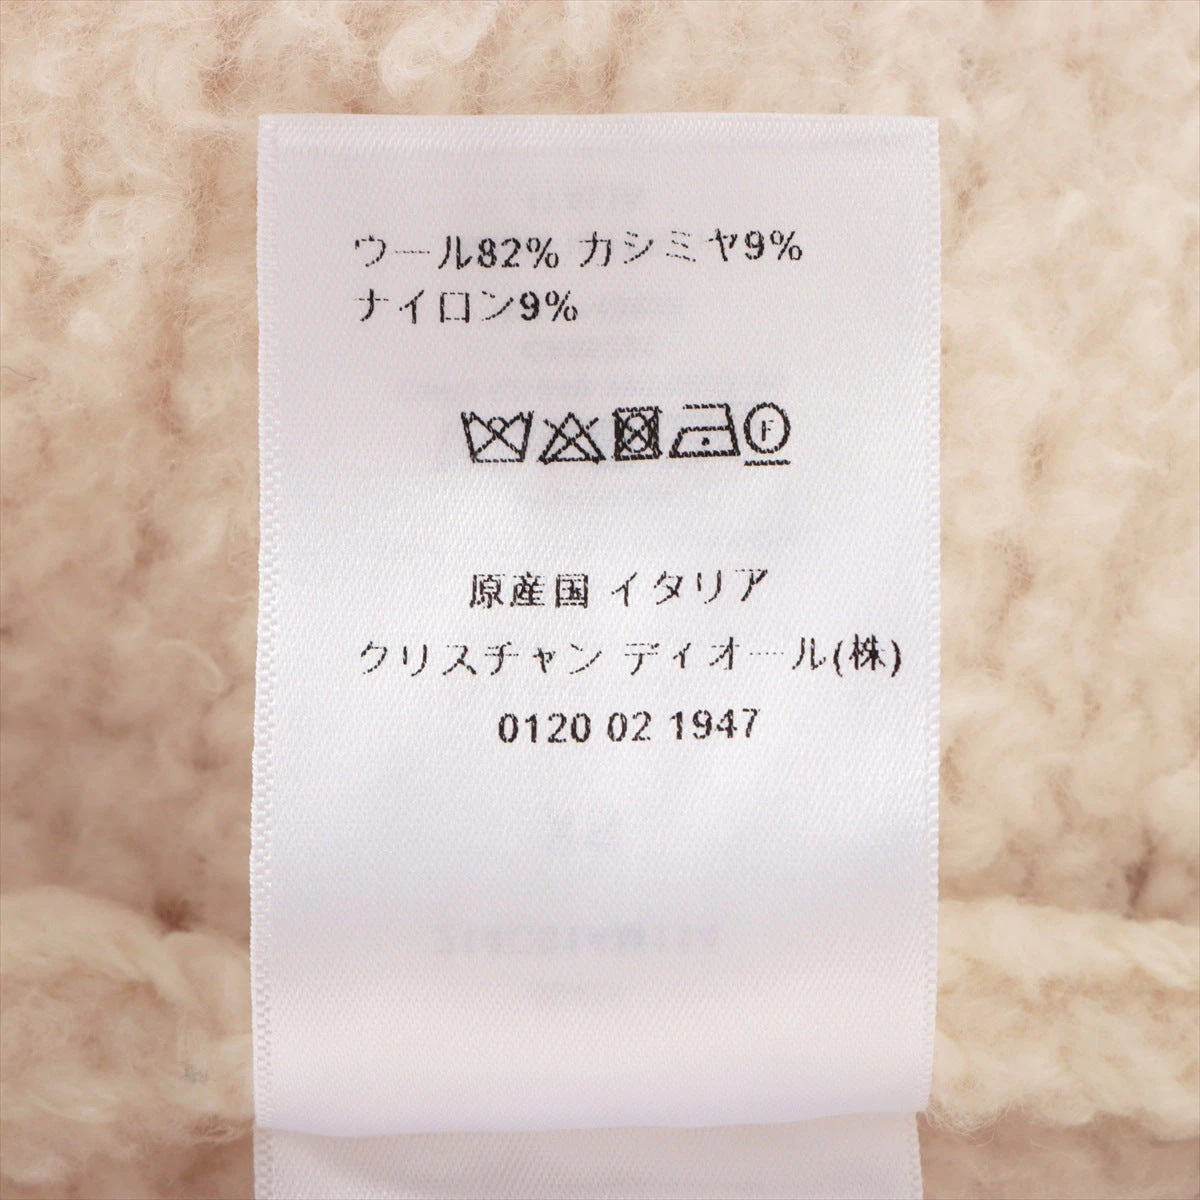 ウール82% カシミヤ9%
ナイロン9%
F
原産国 イタリア
クリスチャン ディオール(株)
0120 02 1947